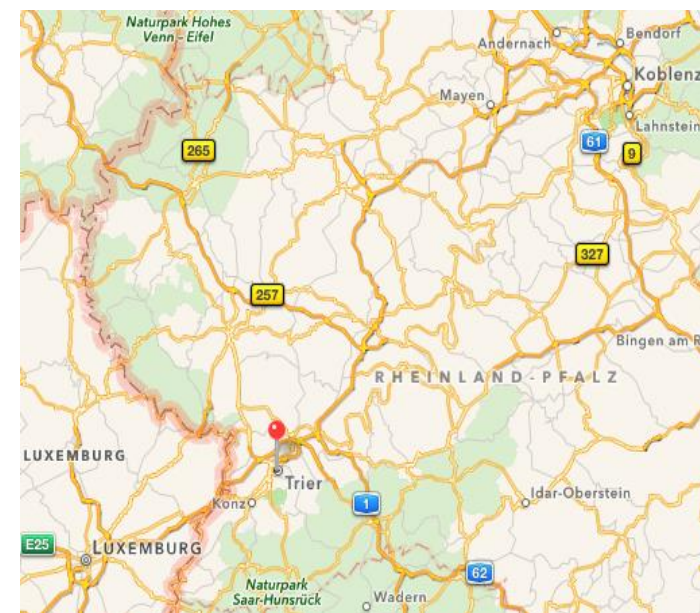 Naturpark Hohes
Venn - Eifel
Bendorf
Andernach
Koblenz
Mayen
Lahnstein
61
265
9
327
257
Bingen am R
RHEINLAND-PFALZ
LUXEMBURG
Trier
Idar-Oberstein
Konz
1
E25
LUXEMBURG
62
Naturpark
Saar-Hunsrück
Wadern